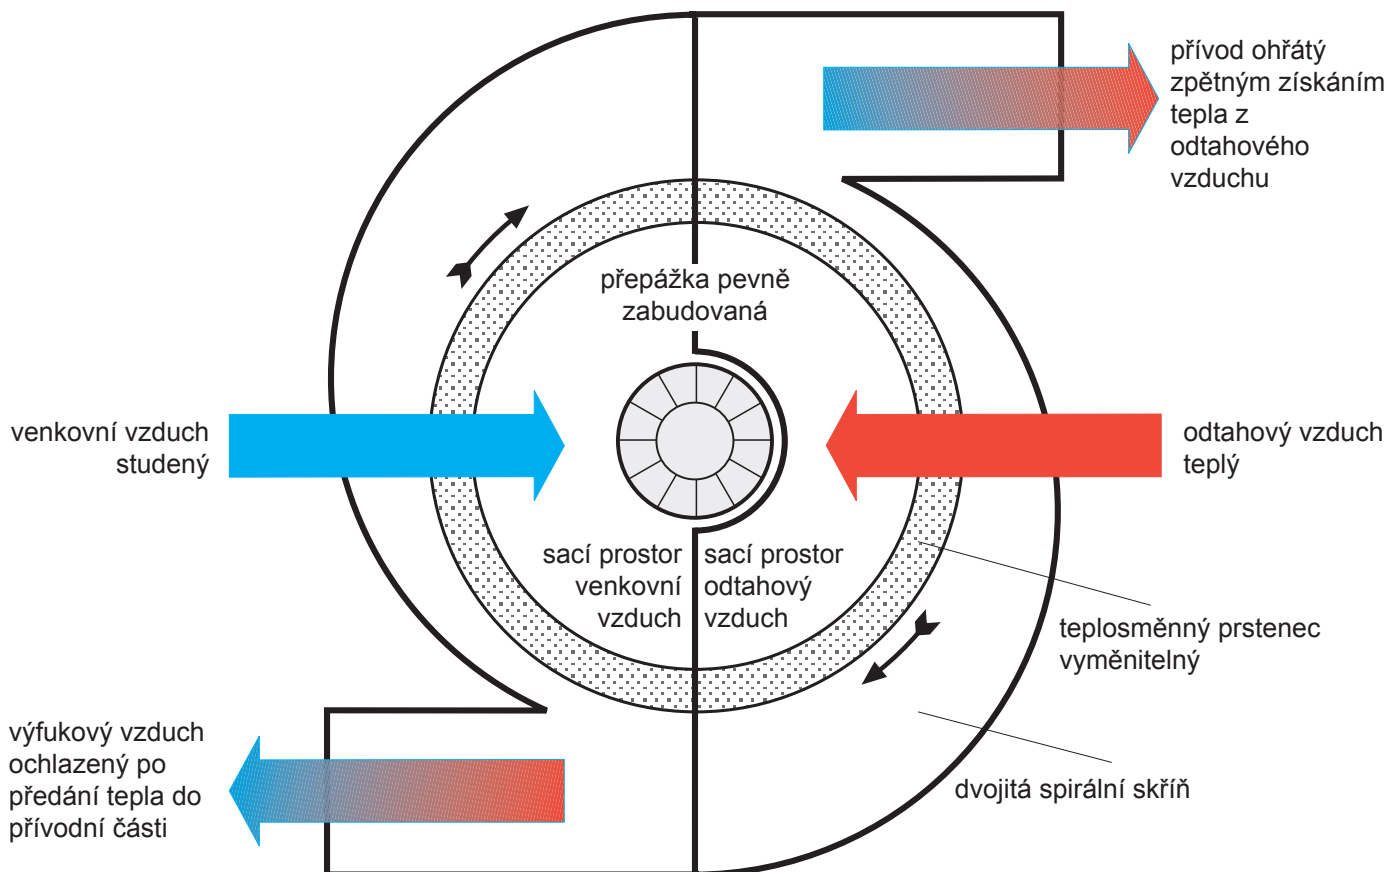 přívod ohřátý
zpětným získáním
tepla z
odtahového
vzduchu
přepážka pevně
zabudovaná
venkovní vzduch
studený
odtahový vzduch
teplý
sací prostor
venkovní
vzduch
sací prostor
odtahový
vzduch
teplosměnný prstenec
vyměnitelný
výfukový vzduch
ochlazený po
předání tepla do
přívodní části
dvojitá spirální skříň